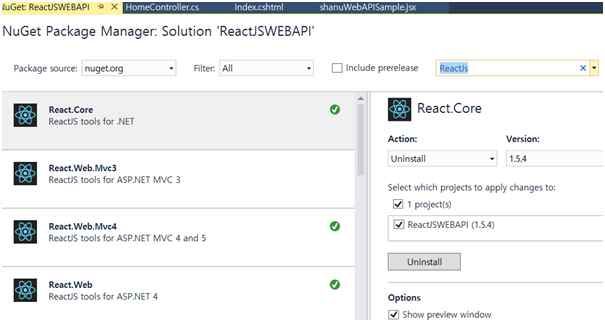 NuGet: ReactJSWEBAPI
HomeController.cs
Index.cshtml
shanuWebAPISample.jsx
NuGet Package Manager: Solution 'ReactJSWEBAPI'
Package source: nuget.org
Filter: All
Include prerelease
ReactJs
React.Core
ReactJS tools for .NET
React.Web.Mvc3
ReactJS tools for ASP.NET MVC 3
React.Web.Mvc4
ReactJS tools for ASP.NET MVC 4 and 5
React.Web
ReactJS tools for ASP.NET 4
React.Core
Action: Version:
Uninstall 1.5.4
Select which projects to apply changes to:
1 project(s)
ReactJSWEBAPI (1.5.4)
Uninstall
Options
Show preview window